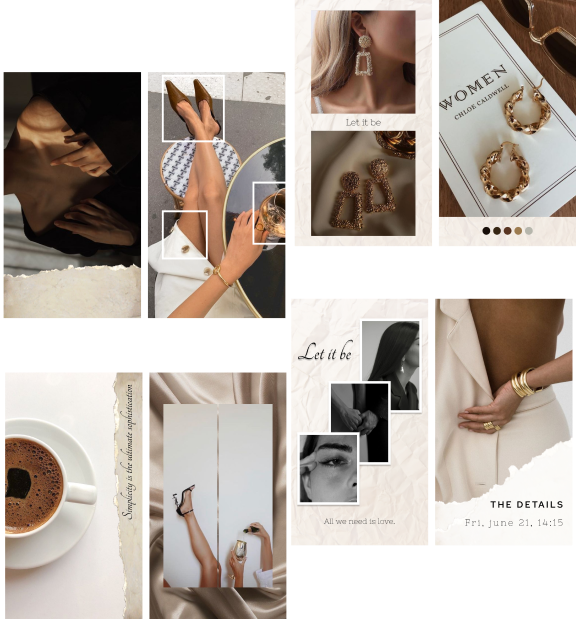 Let it be
WOMEN
CHLOE CALDWELL
Simplicity is the ultimate sophistication
Let it be
All we need is love.
THE DETAILS
Fri, june 21, 14:15